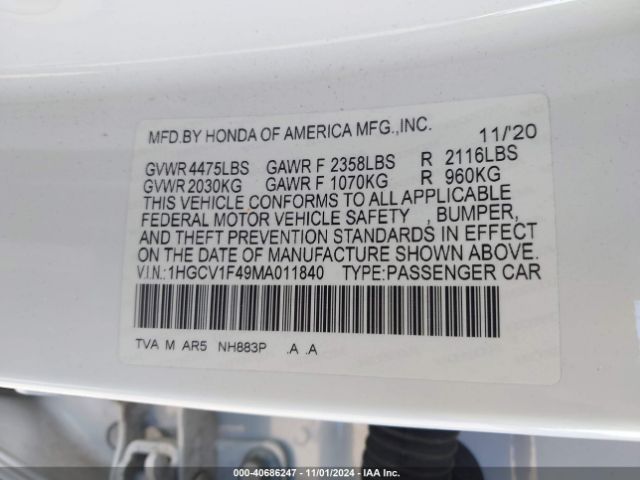 MFD.BY HONDA OF AMERICA MFG.,INC. 11/'20
GVWR 4475LBS GAWR F 2358LBS R 2116LBS
GVWR 2030KG GAWR F 1070KG R 960KG
THIS VEHICLE CONFORMS TO ALL APPLICABLE
FEDERAL MOTOR VEHICLE SAFETY , BUMPER,
AND THEFT PREVENTION STANDARDS IN EFFECT
ON THE DATE OF MANUFACTURE SHOWN ABOVE.
V.I.N.:1HGCV1F49MA011840 TYPE:PASSENGER CAR
TVA M AR5 NH883P .A .A
000-40686247 - 11/01/2024 - IAA Inc.